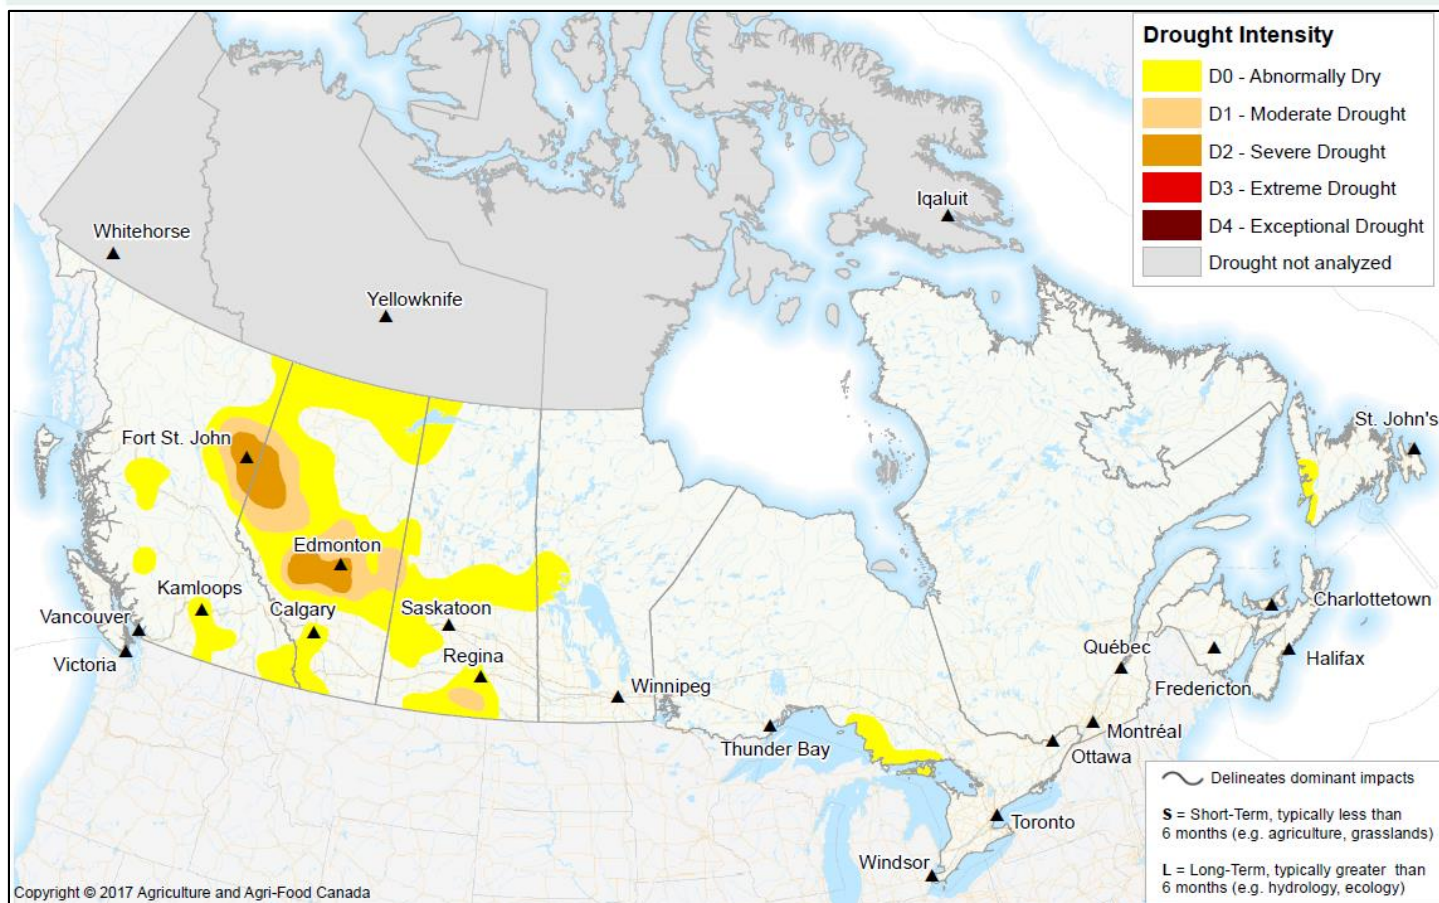 Drought Intensity
D0 - Abnormally Dry
D1 - Moderate Drought
D2 - Severe Drought
D3 - Extreme Drought
D4 - Exceptional Drought
Drought not analyzed
Iqaluit
Whitehorse
Yellowknife
St. John's
Fort St. John
Edmonton
Kamloops
Calgary
Saskatoon
Vancouver
Charlottetown
Victoria
Regina
Québec
Halifax
Winnipeg
Fredericton
Thunder Bay
Montréal
Ottawa
Toronto
Windsor
Delineates dominant impacts
S = Short-Term, typically less than
6 months (e.g. agriculture, grasslands)
L = Long-Term, typically greater than
6 months (e.g. hydrology, ecology)
Copyright © 2017 Agriculture and Agri-Food Canada